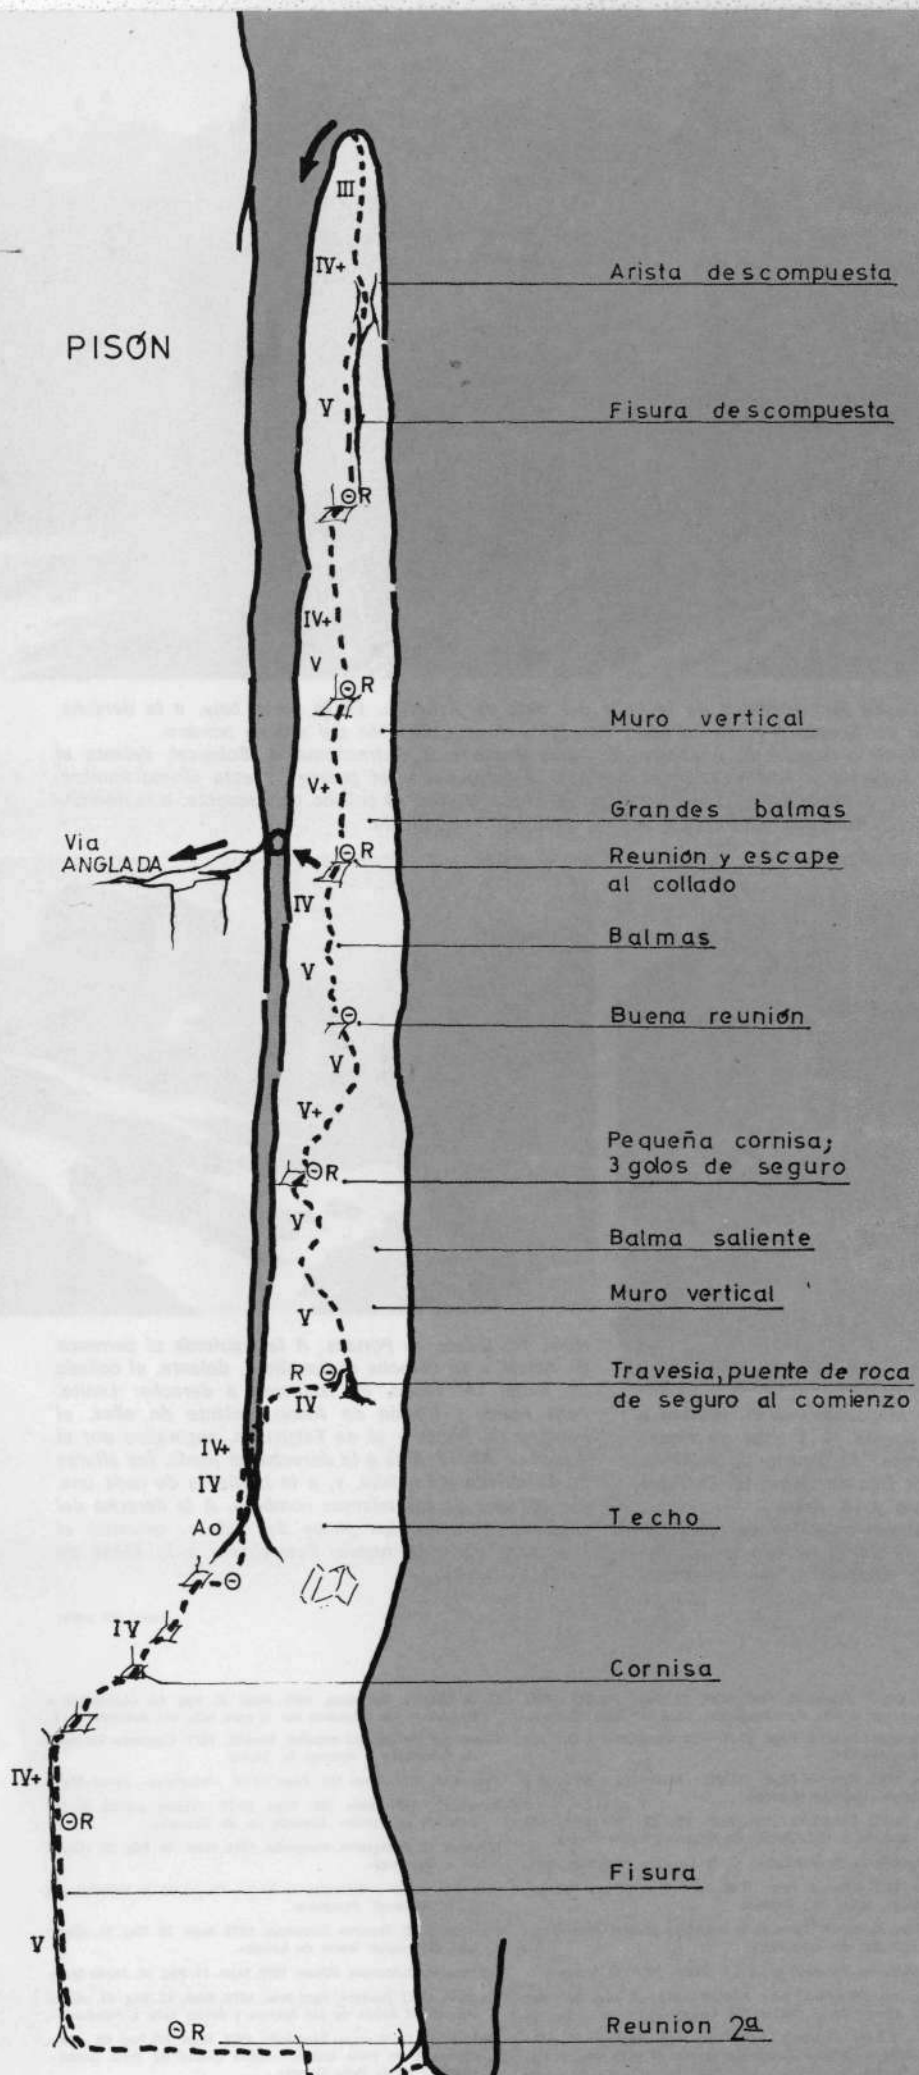 III
IV+
Arista descompuesta
PISÓN
V
Fisura descompuesta
R
IV+
V
R
Muro vertical
V+
Grandes balmas
Via
ANGLADA
R
Reunión y escape
al collado
IV
Balmas
V
Buena reunión
V
V+
Pequeña cornisa;
3 golos de seguro
R
V
Balma saliente
Muro vertical
V
R
Travesia, puente de roca
de seguro al comienzo
IV
IV+
IV
Ao
Techo
IV
Cornisa
IV+
R
Fisura
V
R
Reunion 2ª